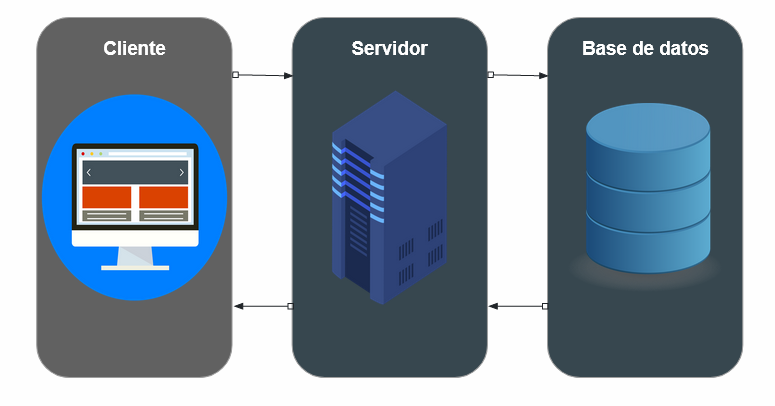 Cliente
Servidor
Base de datos